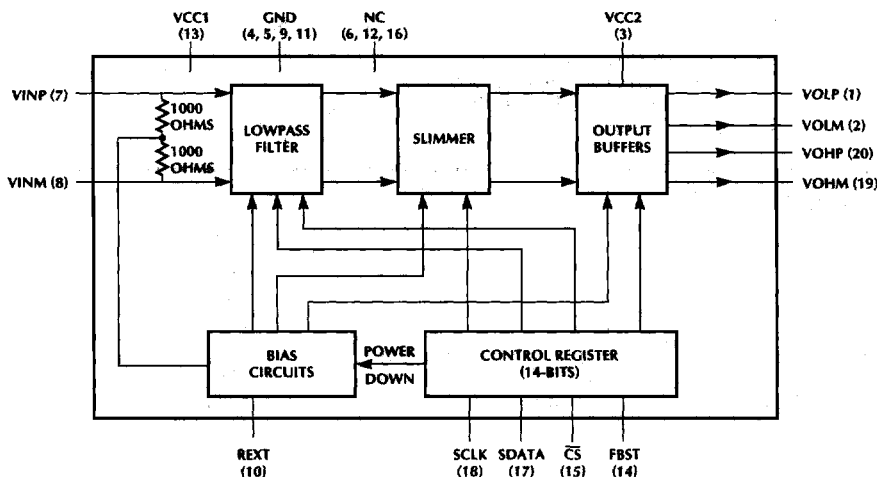 VCC1
(13)
GND
(4, 5, 9, 11)
NC
(6, 12, 16)
VCC2
(3)
VINP (7)
1000
OHMS
1000
OHMS
VINM (8)
LOWPASS
FILTER
SLIMMER
OUTPUT
BUFFERS
VOLP (1)
VOLM (2)
VOHP (20)
VOHM (19)
BIAS
CIRCUITS
POWER
DOWN
CONTROL REGISTER
(14-BITS)
REXT
(10)
SCLK
(18)
SDATA
(17)
C̅S̅
(15)
FBST
(14)